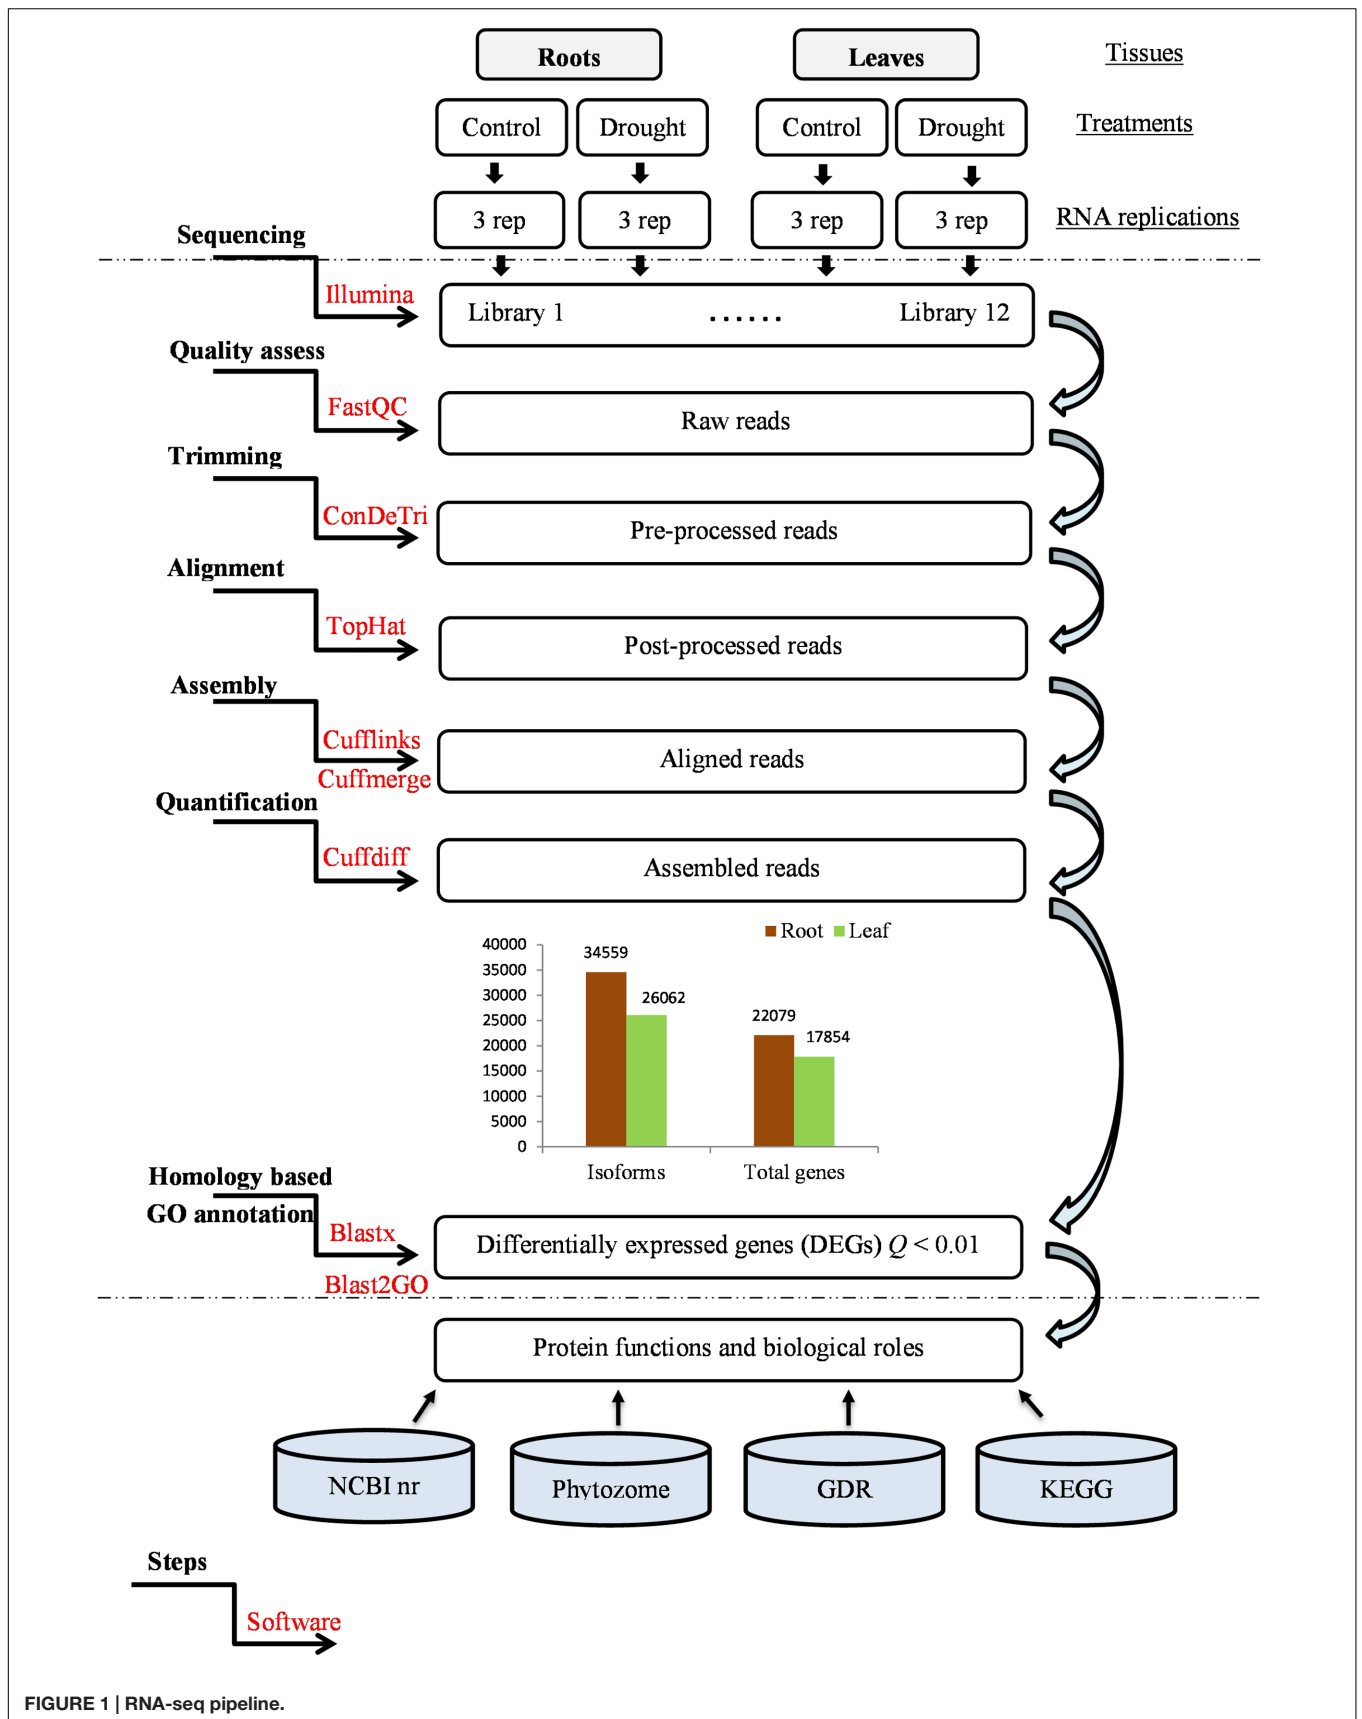 Roots Leaves Tissues
Control Drought Control Drought Treatments
3 rep 3 rep 3 rep 3 rep RNA replications
Sequencing
Illumina
Library 1 ...... Library 12
Quality assess
FastQC
Raw reads
Trimming
ConDeTri
Pre-processed reads
Alignment
TopHat
Post-processed reads
Assembly
Cufflinks
Cuffmerge
Aligned reads
Quantification
Cuffdiff
Assembled reads
Root Leaf
40000
35000
30000
25000
20000
15000
10000
5000
0
34559
26062
22079
17854
Isoforms Total genes
Homology based
GO annotation
Blastx
Blast2GO
Differentially expressed genes (DEGs) Q < 0.01
Protein functions and biological roles
NCBI nr Phytozome GDR KEGG
Steps
Software
FIGURE 1 | RNA-seq pipeline.